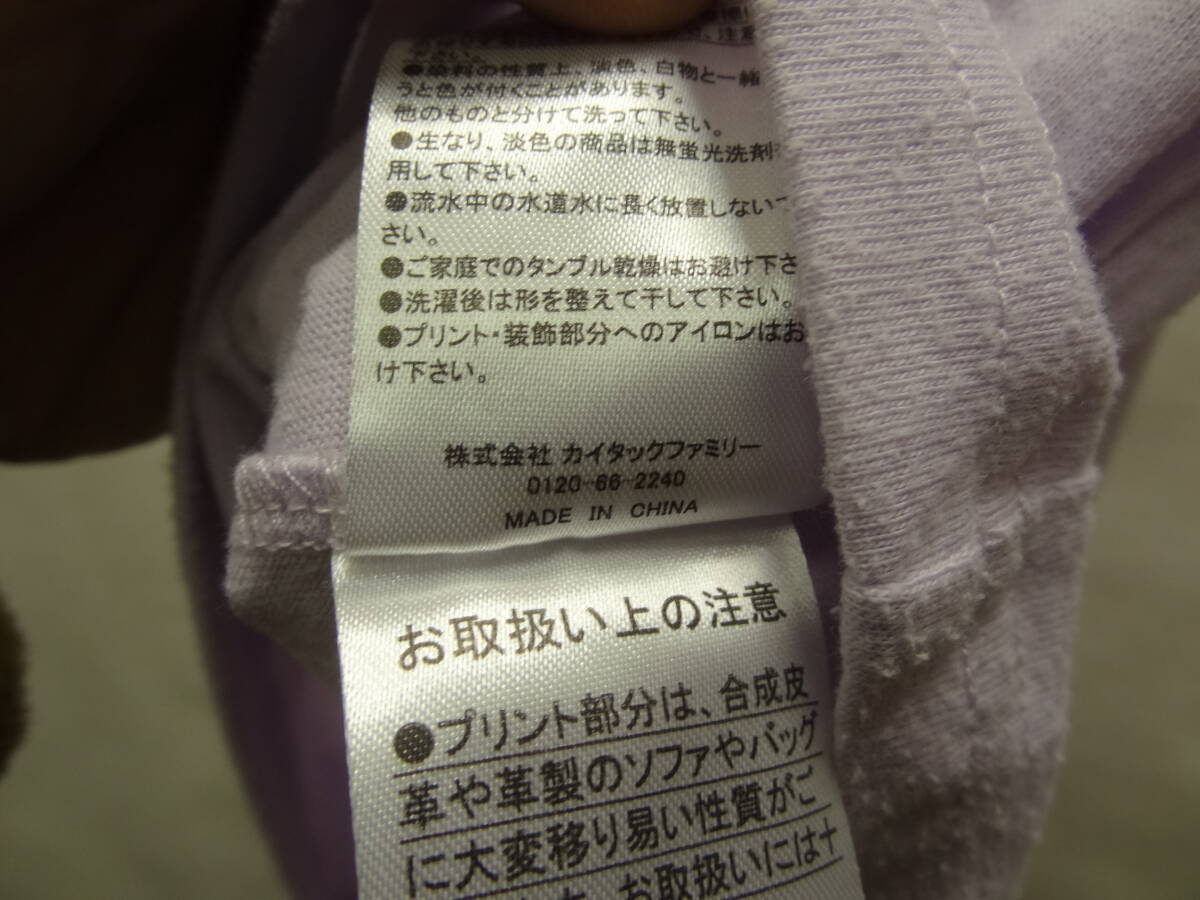 さい。
●染料の性質上、淡色、白物と一緒
うと色が付くことがあります。
他のものと分けて洗って下さい。
●生なり、淡色の商品は無蛍光洗剤
用して下さい。
●流水中の水道水に長く放置しない
さい。
●ご家庭でのタンブル乾燥はお避け下さ
●洗濯後は形を整えて干して下さい。
●プリント・装飾部分へのアイロンはお
け下さい。
株式会社 カイタックファミリー
0120-66-2240
MADE IN CHINA
お取扱い上の注意
●プリント部分は、合成皮
革や革製のソファやバッグ
に大変移り易い性質がご
お取扱いには十